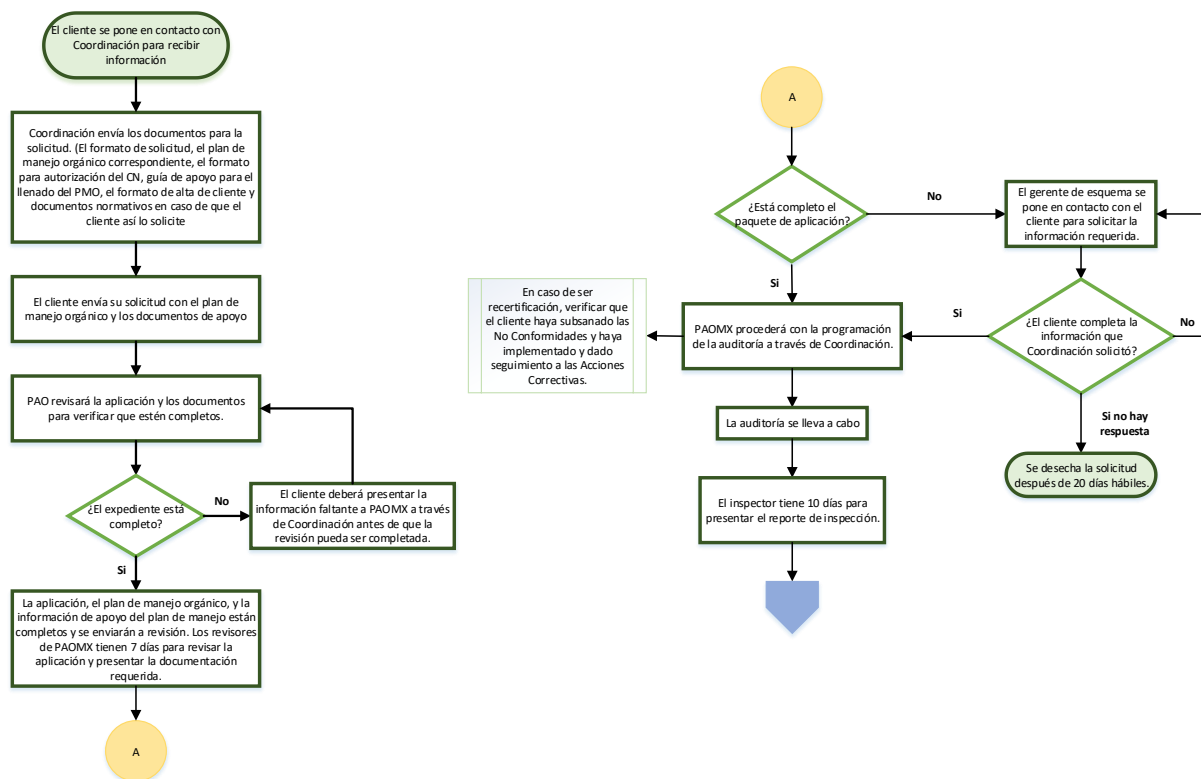 El cliente se pone en contacto con
Coordinación para recibir
información
Coordinación envía los documentos para la
solicitud. (El formato de solicitud, el plan de
manejo orgánico correspondiente, el formato
para autorización del CN, guía de apoyo para el
llenado del PMO, el formato de alta de cliente y
documentos normativos en caso de que el
cliente así lo solicite
El cliente envía su solicitud con el plan de
manejo orgánico y los documentos de apoyo
PAO revisará la aplicación y los documentos
para verificar que estén completos.
¿El expediente está
completo?
No
El cliente deberá presentar la
información faltante a PAOMX a través
de Coordinación antes de que la
revisión pueda ser completada.
Si
La aplicación, el plan de manejo orgánico, y la
información de apoyo del plan de manejo están
completos y se enviarán a revisión. Los revisores
de PAOMX tienen 7 días para revisar la
aplicación y presentar la documentación
requerida.
A
A
¿Está completo el
paquete de aplicación?
No
El gerente de esquema se
pone en contacto con el
cliente para solicitar la
información requerida.
Si
En caso de ser
recertificación, verificar que
el cliente haya subsanado las
No Conformidades y haya
implementado y dado
seguimiento a las Acciones
Correctivas.
PAOMX procederá con la programación
de la auditoría a través de Coordinación.
Si
¿El cliente completa la
información que
Coordinación solicitó?
No
La auditoría se lleva a cabo
Si no hay
respuesta
Se desecha la solicitud
después de 20 días hábiles.
El inspector tiene 10 días para
presentar el reporte de inspección.